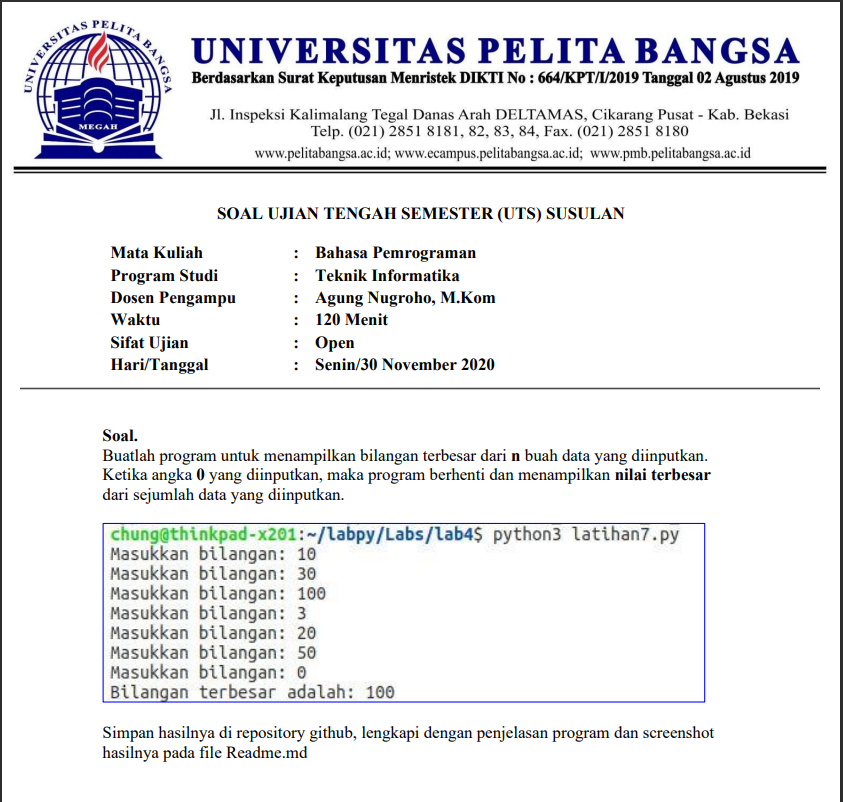 UNIVERSITAS PELITA BANGSA
MEGAH
UNIVERSITAS PELITA BANGSA
Berdasarkan Surat Keputusan Menristek DIKTI No : 664/KPT/I/2019 Tanggal 02 Agustus 2019
Jl. Inspeksi Kalimalang Tegal Danas Arah DELTAMAS, Cikarang Pusat - Kab. Bekasi
Telp. (021) 2851 8181, 82, 83, 84, Fax. (021) 2851 8180
www.pelitabangsa.ac.id; www.ecampus.pelitabangsa.ac.id; www.pmb.pelitabangsa.ac.id
SOAL UJIAN TENGAH SEMESTER (UTS) SUSULAN
Mata Kuliah : Bahasa Pemrograman
Program Studi : Teknik Informatika
Dosen Pengampu : Agung Nugroho, M.Kom
Waktu : 120 Menit
Sifat Ujian : Open
Hari/Tanggal : Senin/30 November 2020
Soal.
Buatlah program untuk menampilkan bilangan terbesar dari n buah data yang diinputkan.
Ketika angka 0 yang diinputkan, maka program berhenti dan menampilkan nilai terbesar
dari sejumlah data yang diinputkan.
chung@thinkpad-x201:~/labpy/Labs/lab4$ python3 latihan7.py
Masukkan bilangan: 10
Masukkan bilangan: 30
Masukkan bilangan: 100
Masukkan bilangan: 3
Masukkan bilangan: 20
Masukkan bilangan: 50
Masukkan bilangan: 0
Bilangan terbesar adalah: 100
Simpan hasilnya di repository github, lengkapi dengan penjelasan program dan screenshot
hasilnya pada file Readme.md